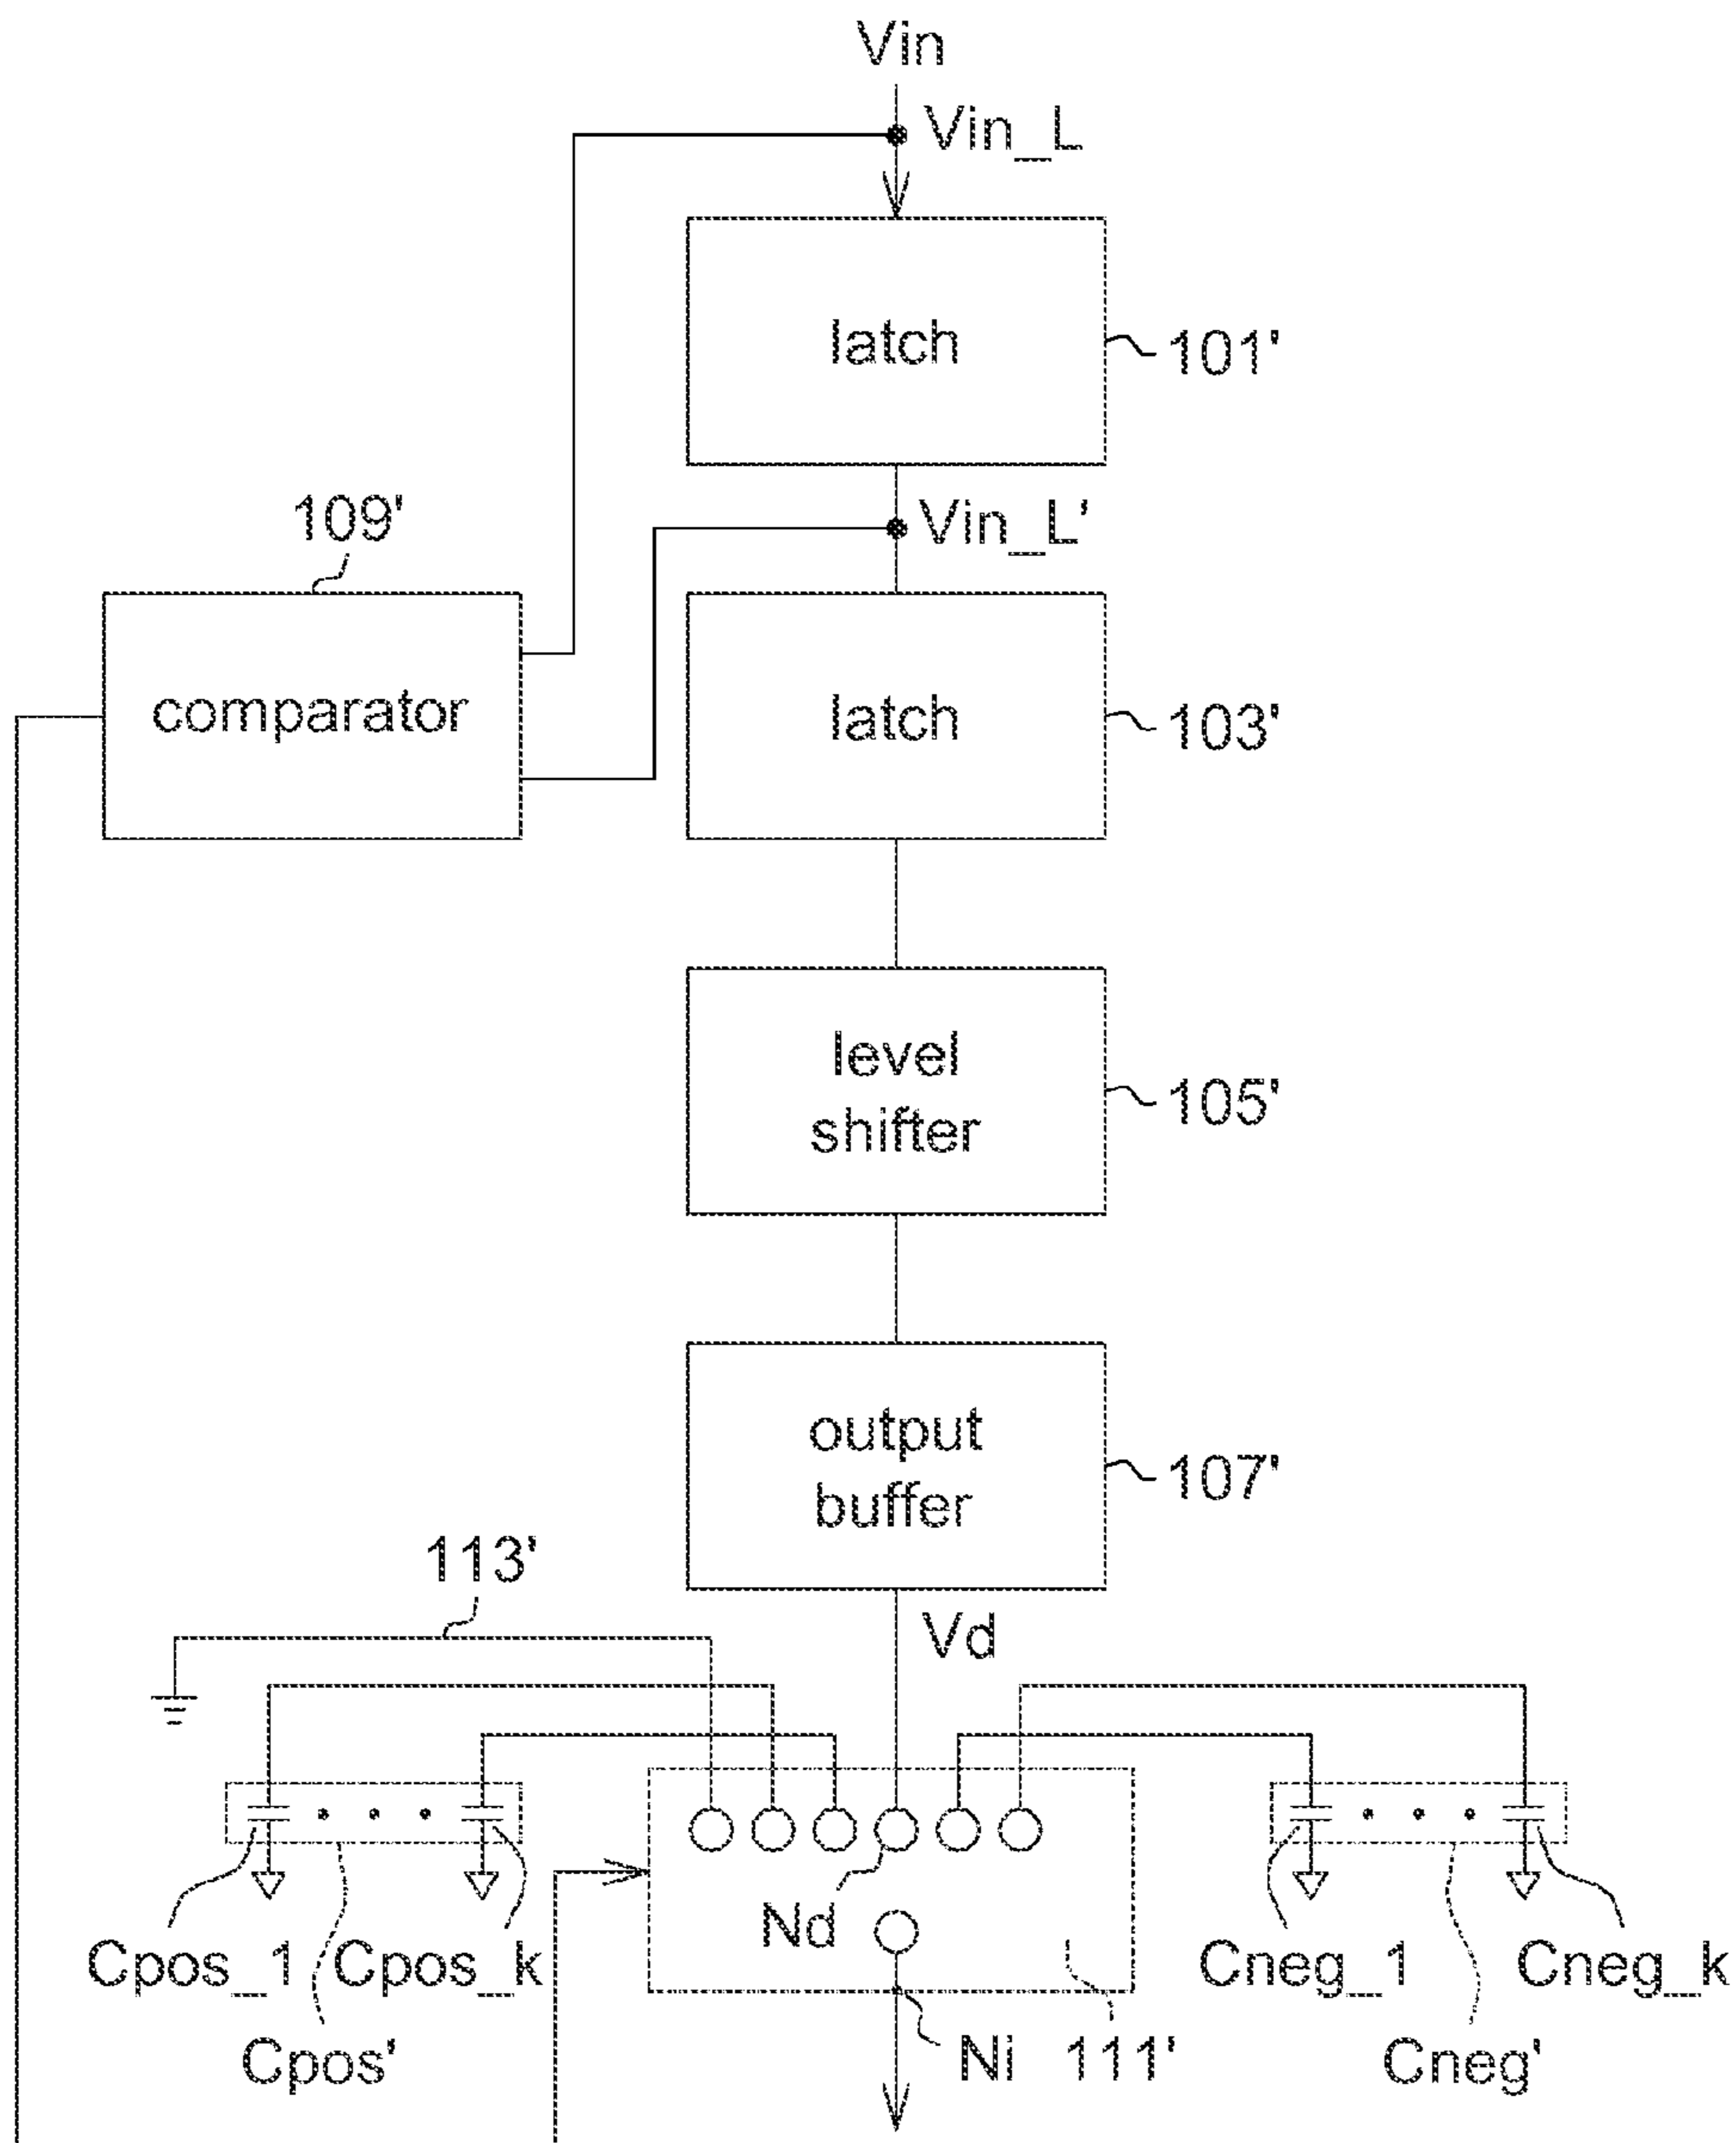 Vin
Vin_L
latch
101'
Vin_L'
109'
comparator
latch
103'
level
shifter
105'
output
buffer
107'
113'
Vd
Nd
Cpos_1
Cpos_k
Cneg_1
Cneg_k
Cpos'
Ni
111'
Cneg'